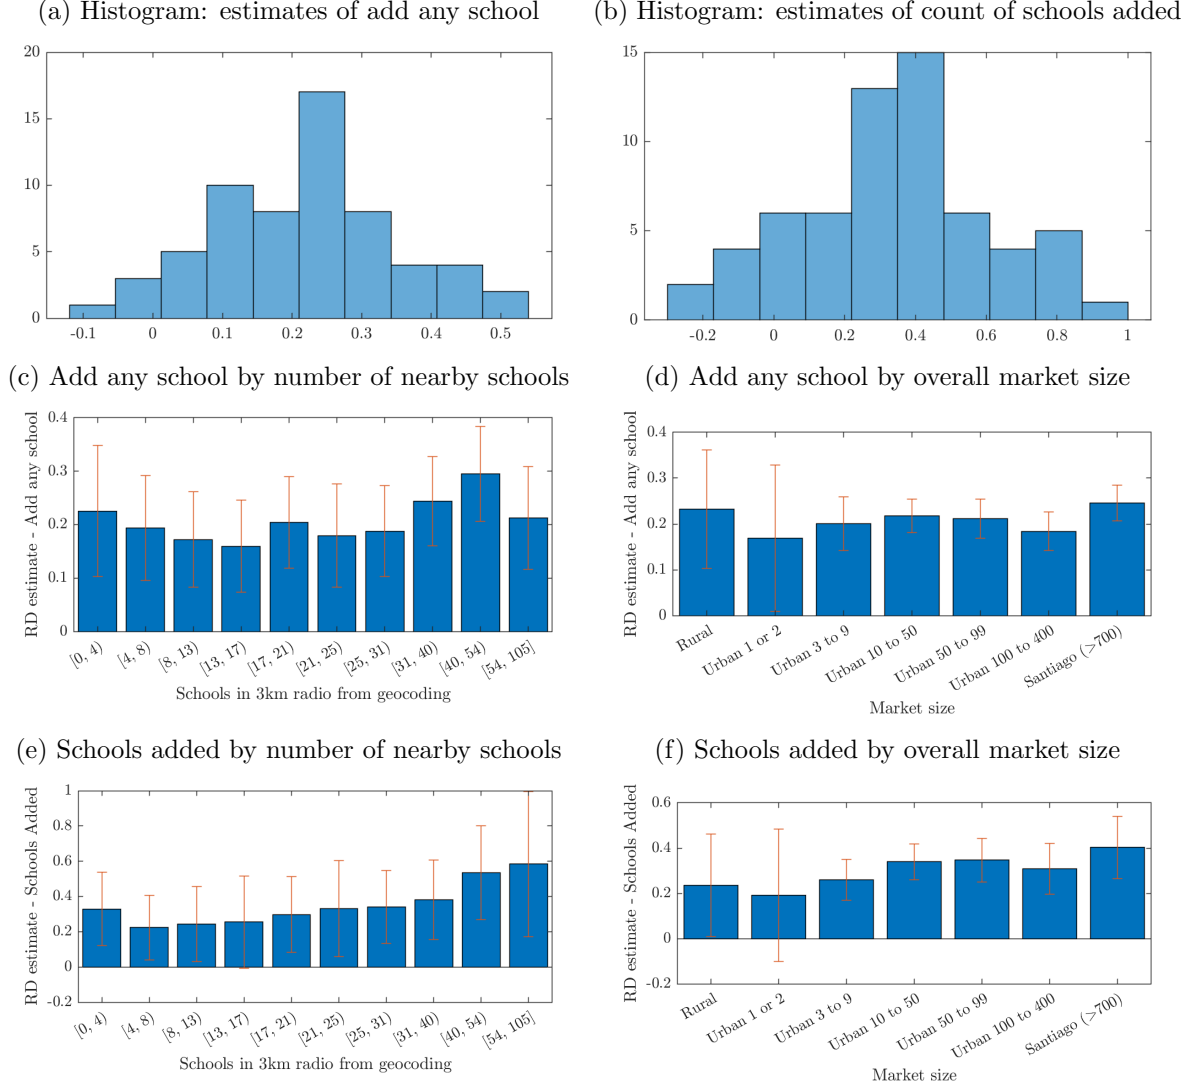 (a) Histogram: estimates of add any school
20
15
10
5
0
-0.1 0 0.1 0.2 0.3 0.4 0.5
(b) Histogram: estimates of count of schools added
15
10
5
0
-0.2 0 0.2 0.4 0.6 0.8 1
(c) Add any school by number of nearby schools
RD estimate - Add any school
0.4
0.3
0.2
0.1
0
[0, 4) [4, 8) [8, 13) [13, 17) [17, 21) [21, 25) [25, 31) [31, 40) [40, 54) [54, 105]
Schools in 3km radio from geocoding
(d) Add any school by overall market size
RD estimate - Add any school
0.4
0.3
0.2
0.1
0
Rural Urban 1 or 2 Urban 3 to 9 Urban 10 to 50 Urban 50 to 99 Urban 100 to 400 Santiago (>700)
Market size
(e) Schools added by number of nearby schools
RD estimate - Schools Added
1
0.8
0.6
0.4
0.2
0
-0.2
[0, 4) [4, 8) [8, 13) [13, 17) [17, 21) [21, 25) [25, 31) [31, 40) [40, 54) [54, 105]
Schools in 3km radio from geocoding
(f) Schools added by overall market size
RD estimate - Schools Added
0.6
0.4
0.2
0
-0.2
Rural Urban 1 or 2 Urban 3 to 9 Urban 10 to 50 Urban 50 to 99 Urban 100 to 400 Santiago (>700)
Market size